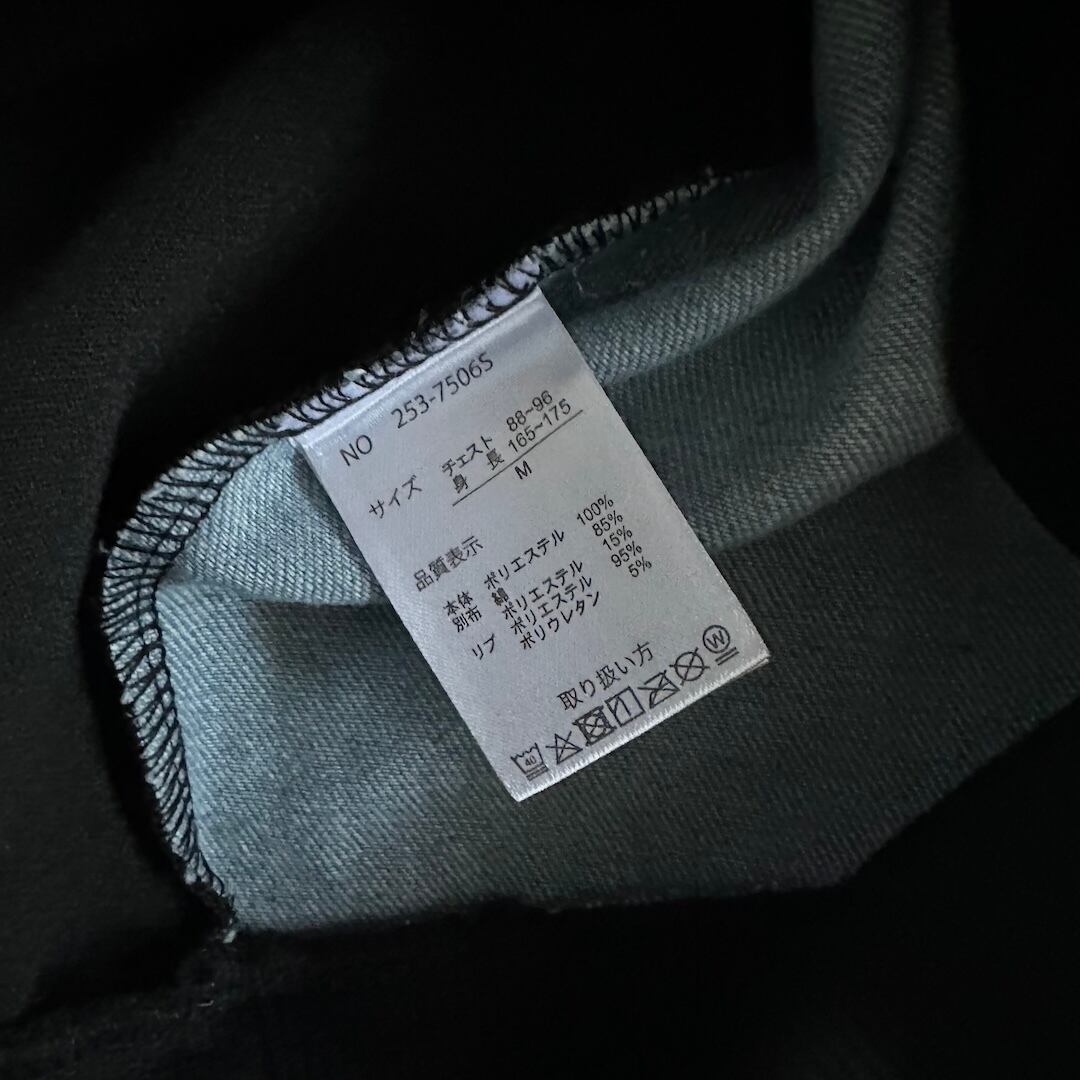 NO 253-75065
サイズ チェスト 88~96
身 長 165~175
M
品質表示
本体 ポリエステル 100%
別布 綿 85%
ポリエステル 15%
リブ ポリエステル 95%
ポリウレタン 5%
取り扱い方
40 W